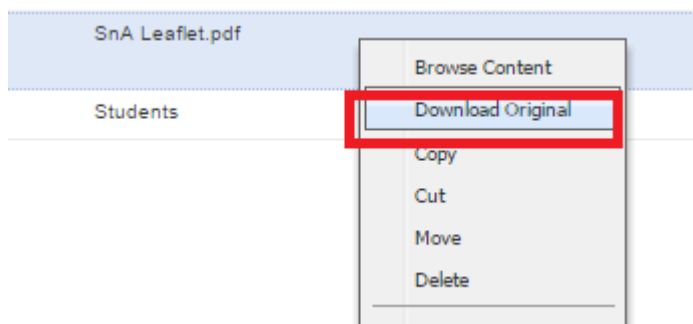 SnA Leaflet.pdf
Browse Content
Students
Download Original
Copy
Cut
Move
Delete